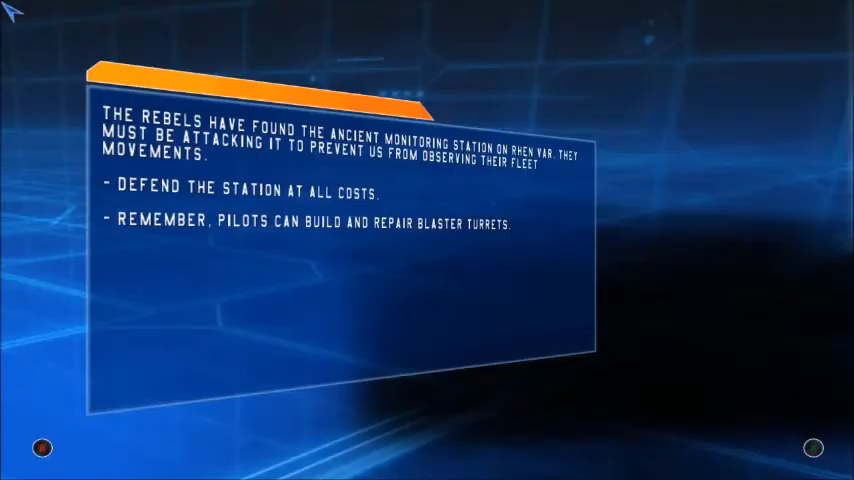 THE REBELS HAVE FOUND THE ANCIENT MONITORING STATION ON RHEN VAR. THEY
MUST BE ATTACKING IT TO PREVENT US FROM OBSERVING THEIR FLEET
MOVEMENTS.
- DEFEND THE STATION AT ALL COSTS.
- REMEMBER, PILOTS CAN BUILD AND REPAIR BLASTER TURRETS.